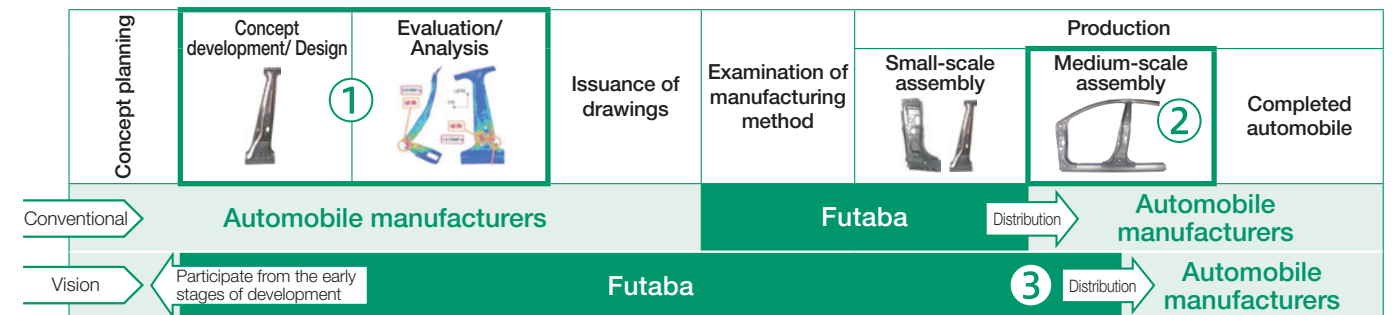 Concept planning
Concept
development/ Design
①
Evaluation/
Analysis
Issuance of
drawings
Examination of
manufacturing
method
Production
Small-scale
assembly
Medium-scale
assembly
②
Completed
automobile
Conventional
Automobile manufacturers
Futaba
Distribution
Automobile
manufacturers
Vision
Participate from the early
stages of development
Futaba
③
Distribution
Automobile
manufacturers